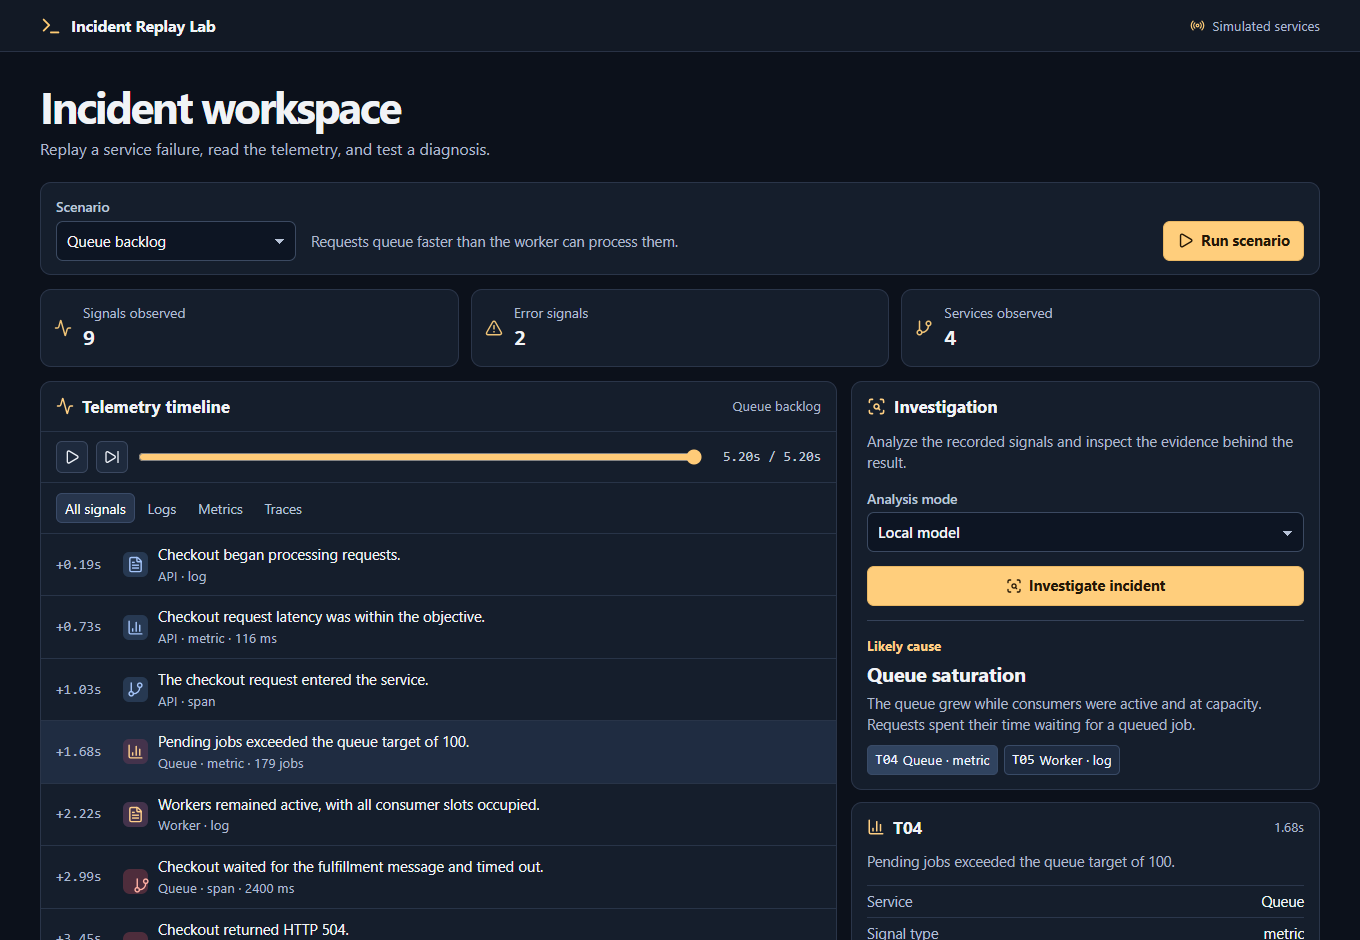 Incident Replay Lab
Simulated services
Incident workspace
Replay a service failure, read the telemetry, and test a diagnosis.
Scenario
Queue backlog
Requests queue faster than the worker can process them.
Run scenario
Signals observed
9
Error signals
2
Services observed
4
Telemetry timeline
Queue backlog
5.20s / 5.20s
All signals
Logs
Metrics
Traces
+0.19s
Checkout began processing requests.
API · log
+0.73s
Checkout request latency was within the objective.
API · metric · 116 ms
+1.03s
The checkout request entered the service.
API · span
+1.68s
Pending jobs exceeded the queue target of 100.
Queue · metric · 179 jobs
+2.22s
Workers remained active, with all consumer slots occupied.
Worker · log
+2.99s
Checkout waited for the fulfillment message and timed out.
Queue · span · 2400 ms
+3.45s
Checkout returned HTTP 504.
Investigation
Analyze the recorded signals and inspect the evidence behind the
result.
Analysis mode
Local model
Investigate incident
Likely cause
Queue saturation
The queue grew while consumers were active and at capacity.
Requests spent their time waiting for a queued job.
T04 Queue · metric
T05 Worker · log
T04
1.68s
Pending jobs exceeded the queue target of 100.
Service
Queue
Signal type
metric